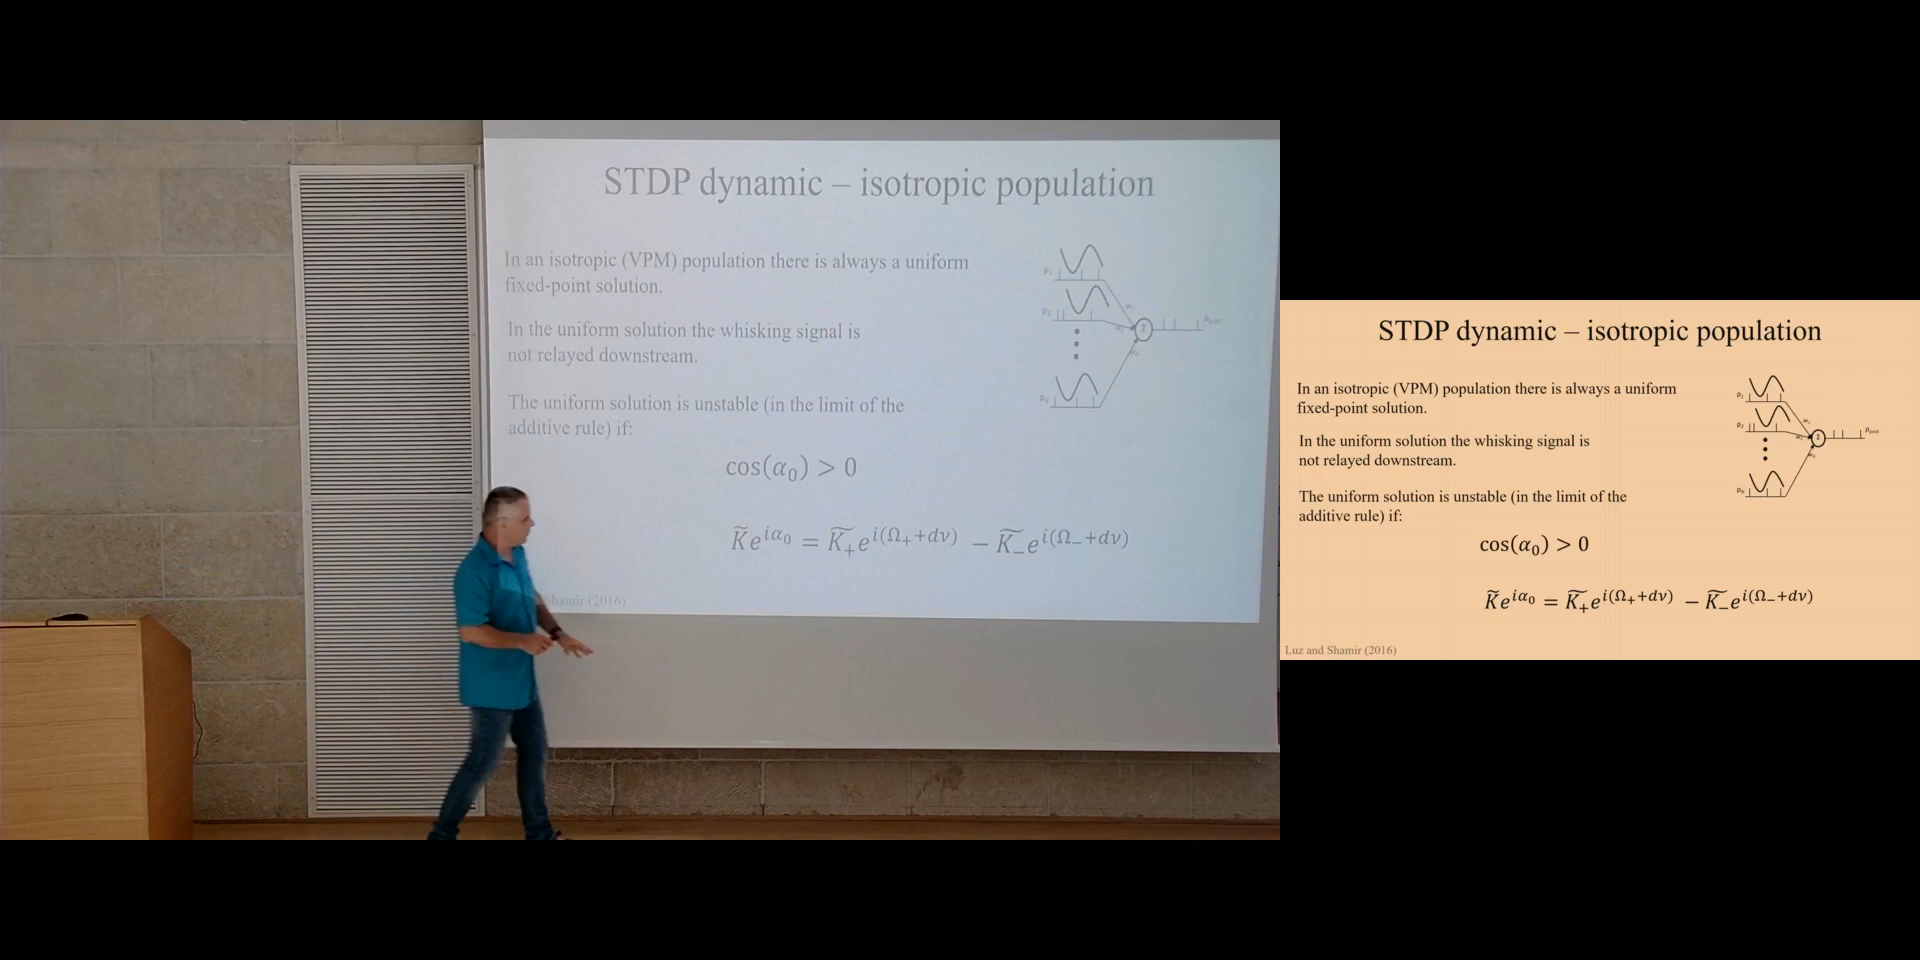 STDP dynamic – isotropic population
In an isotropic (VPM) population there is always a uniform
fixed-point solution.
In the uniform solution the whisking signal is
not relayed downstream.
The uniform solution is unstable (in the limit of the
additive rule) if:
cos(α₀) > 0
K̃e^{iα₀} = K̃₊e^{i(Ω₊+dν)} − K̃₋e^{i(Ω₋+dν)}
Shamir (2016)
STDP dynamic – isotropic population
In an isotropic (VPM) population there is always a uniform
fixed-point solution.
In the uniform solution the whisking signal is
not relayed downstream.
The uniform solution is unstable (in the limit of the
additive rule) if:
cos(α₀) > 0
K̃e^{iα₀} = K̃₊e^{i(Ω₊+dν)} − K̃₋e^{i(Ω₋+dν)}
Luz and Shamir (2016)